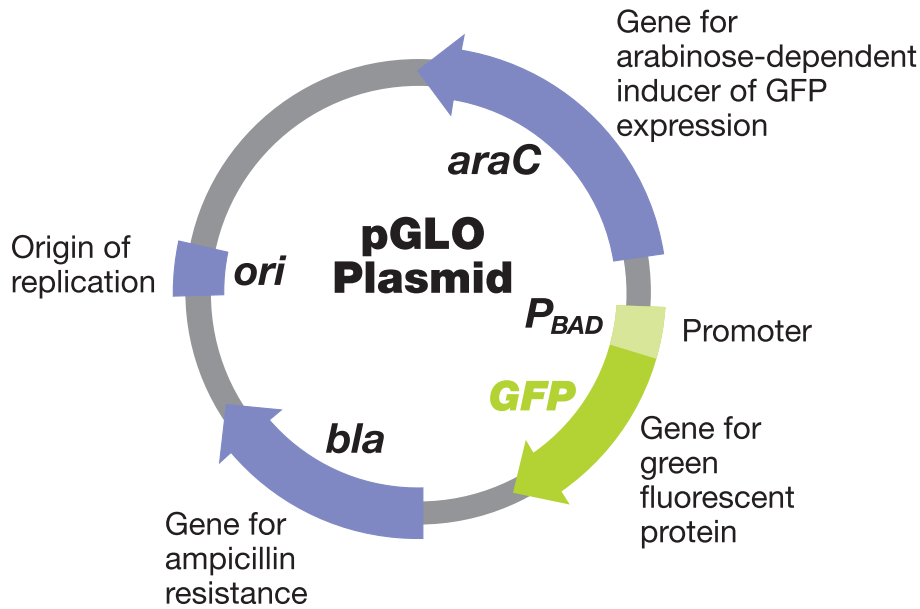 Gene for
arabinose-dependent
inducer of GFP
expression
araC
pGLO
Plasmid
Origin of
replication
ori
PBAD
Promoter
GFP
Gene for
green
fluorescent
protein
bla
Gene for
ampicillin
resistance